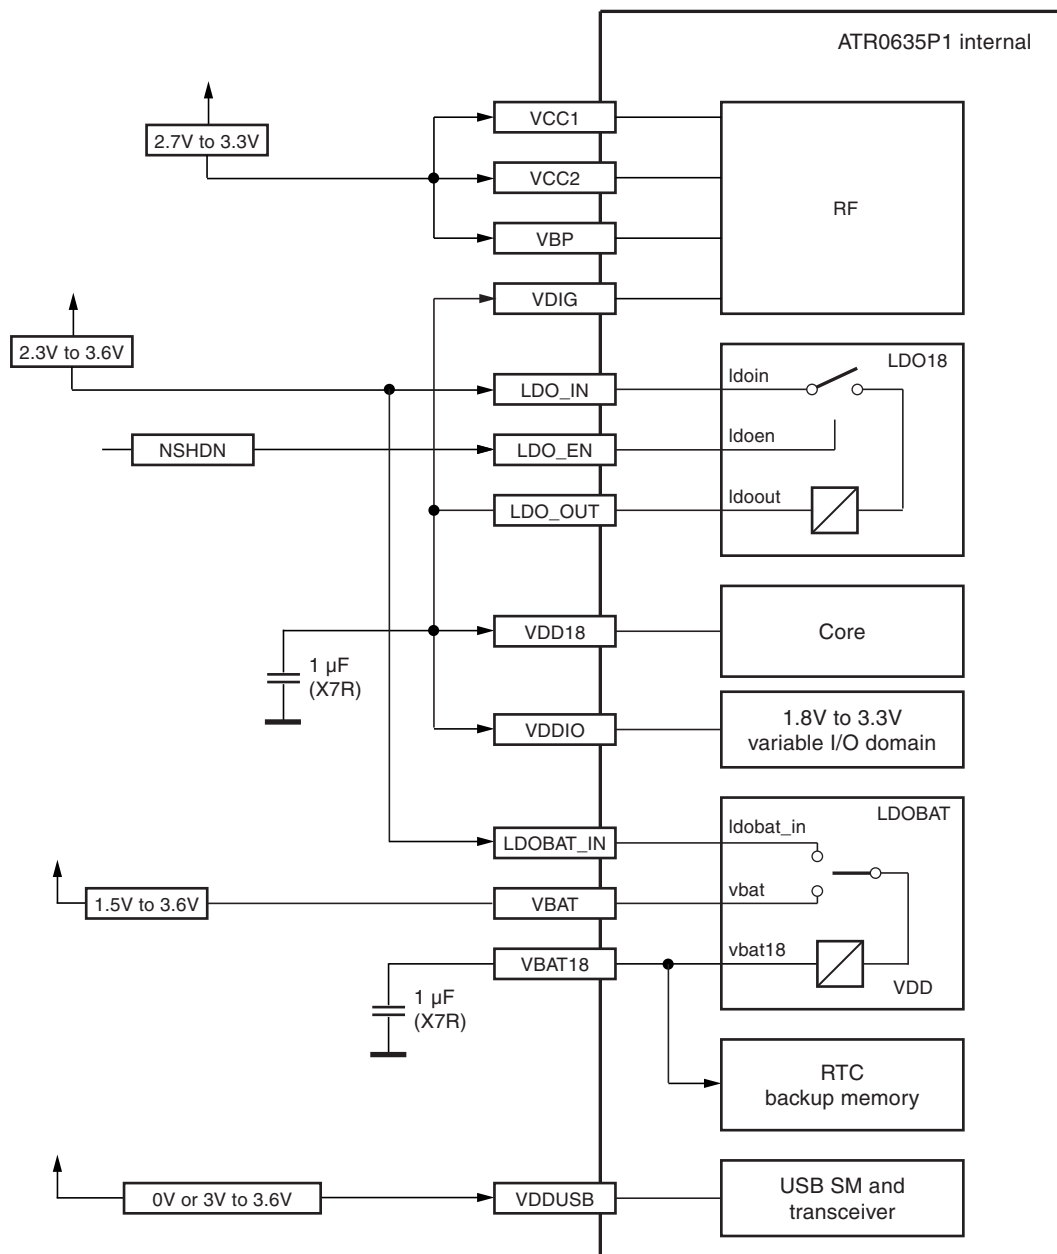 ATR0635P1 internal
VCC1
2.7V to 3.3V
VCC2
RF
VBP
VDIG
2.3V to 3.6V
LDO18
ldoin
LDO_IN
NSHDN
LDO_EN
ldoen
LDO_OUT
ldoout
VDD18
Core
1 µF
(X7R)
VDDIO
1.8V to 3.3V
variable I/O domain
LDOBAT
ldobat_in
LDOBAT_IN
1.5V to 3.6V
VBAT
vbat
VBAT18
vbat18
VDD
1 µF
(X7R)
RTC
backup memory
0V or 3V to 3.6V
VDDUSB
USB SM and
transceiver